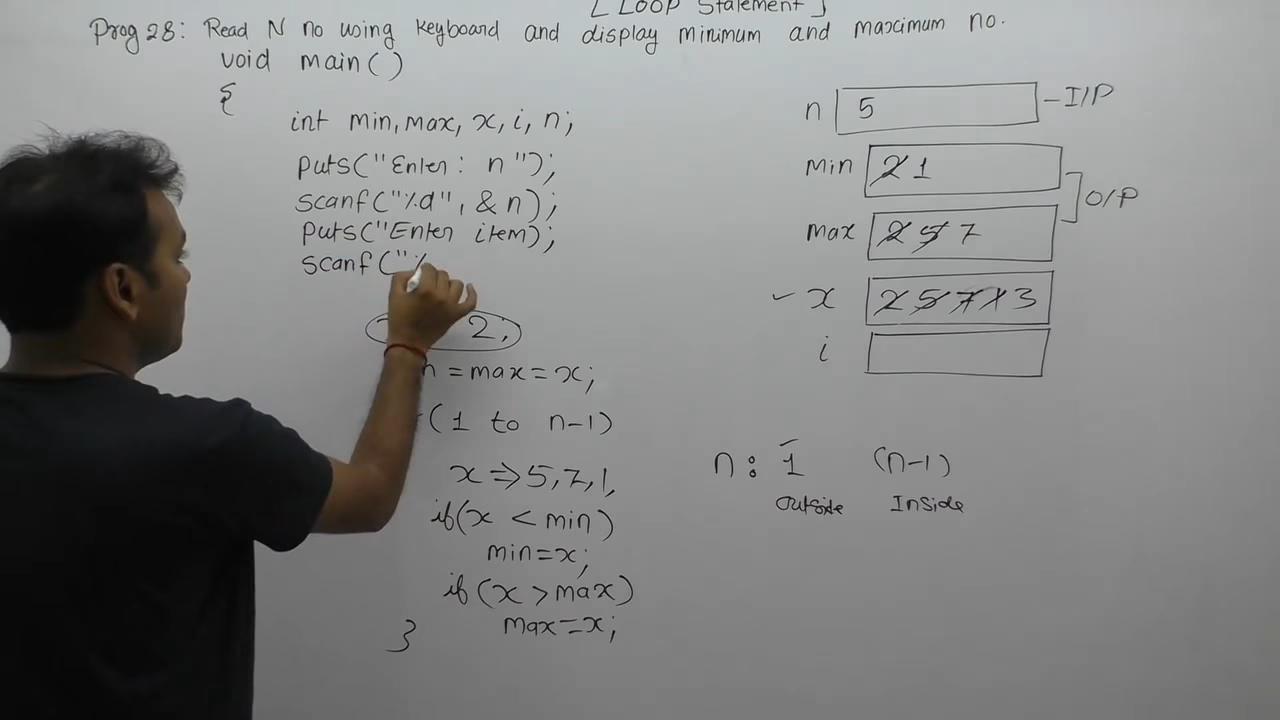 [ LOOP Statement ]
Prog 28: Read N no using keyboard and display minimum and maximum no.
void main()
{
int min, max, x, i, n;
puts("Enter: n");
scanf("%d", &n);
puts("Enter item);
scanf("%
2,
=max=x;
(1 to n-1)
x => 5,7,1,
if(x < min)
min=x;
if(x > max)
max=x;
}
n 5 - I/P
min 2 1
max 2 5 7
O/P
✓ x 2 5 7 1 3
i
n: 1 (n-1)
outside Inside